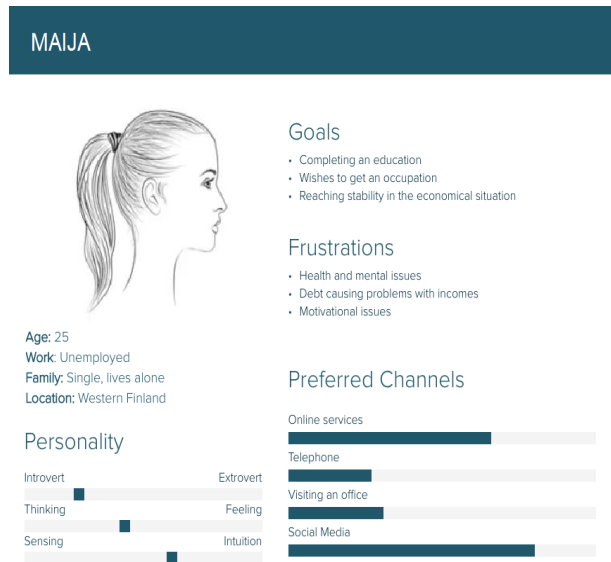 MAIJA
Goals
• Completing an education
• Wishes to get an occupation
• Reaching stability in the economical situation
Frustrations
• Health and mental issues
• Debt causing problems with incomes
• Motivational issues
Age: 25
Work: Unemployed
Family: Single, lives alone
Location: Western Finland
Personality
Introvert Extrovert
Thinking Feeling
Sensing Intuition
Preferred Channels
Online services
Telephone
Visiting an office
Social Media